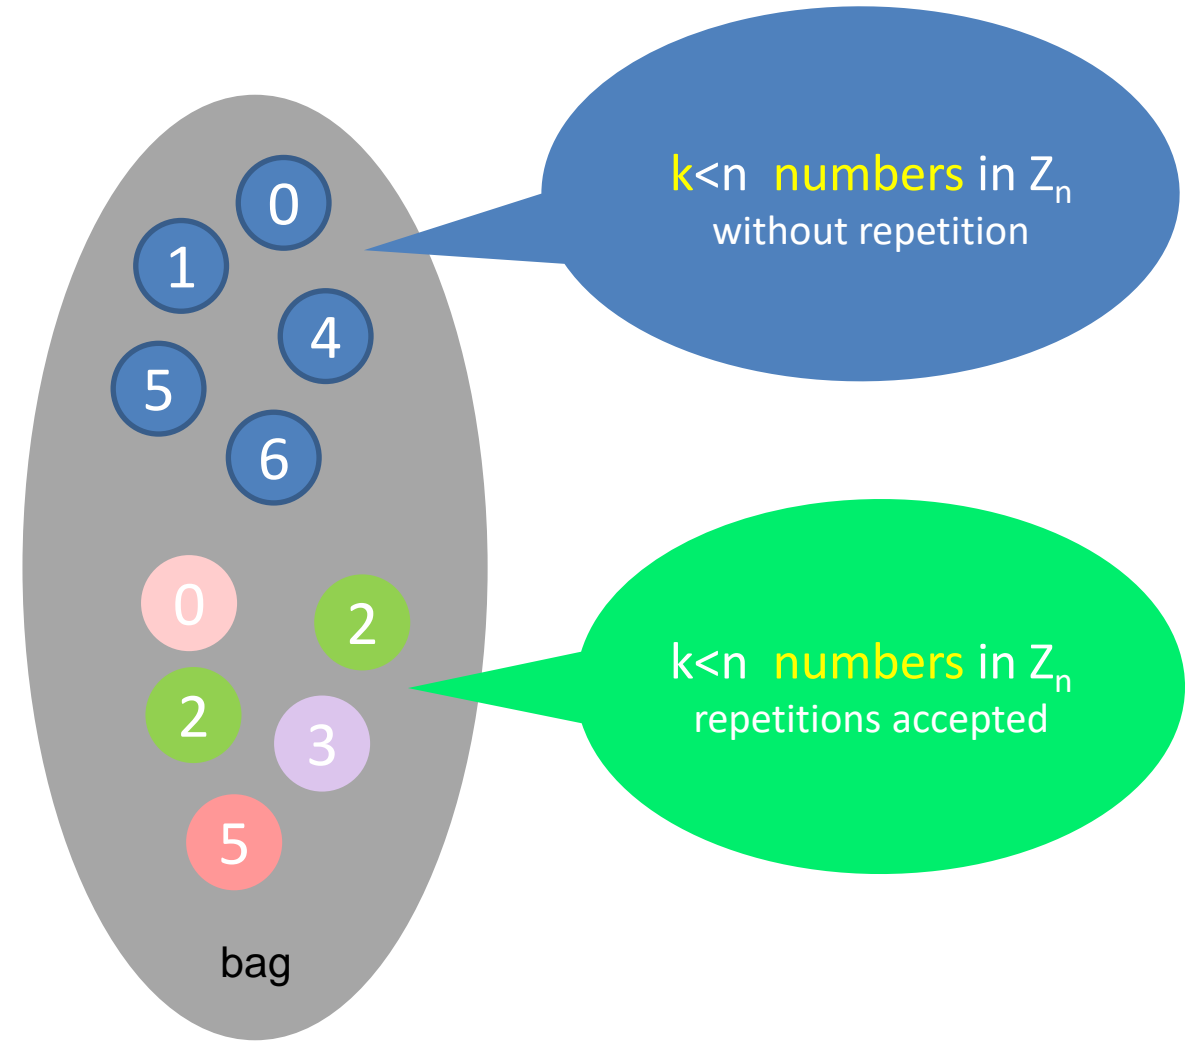 0
1
4
5
6
k<n numbers in Zn
without repetition
0
2
2
3
5
k<n numbers in Zn
repetitions accepted
bag